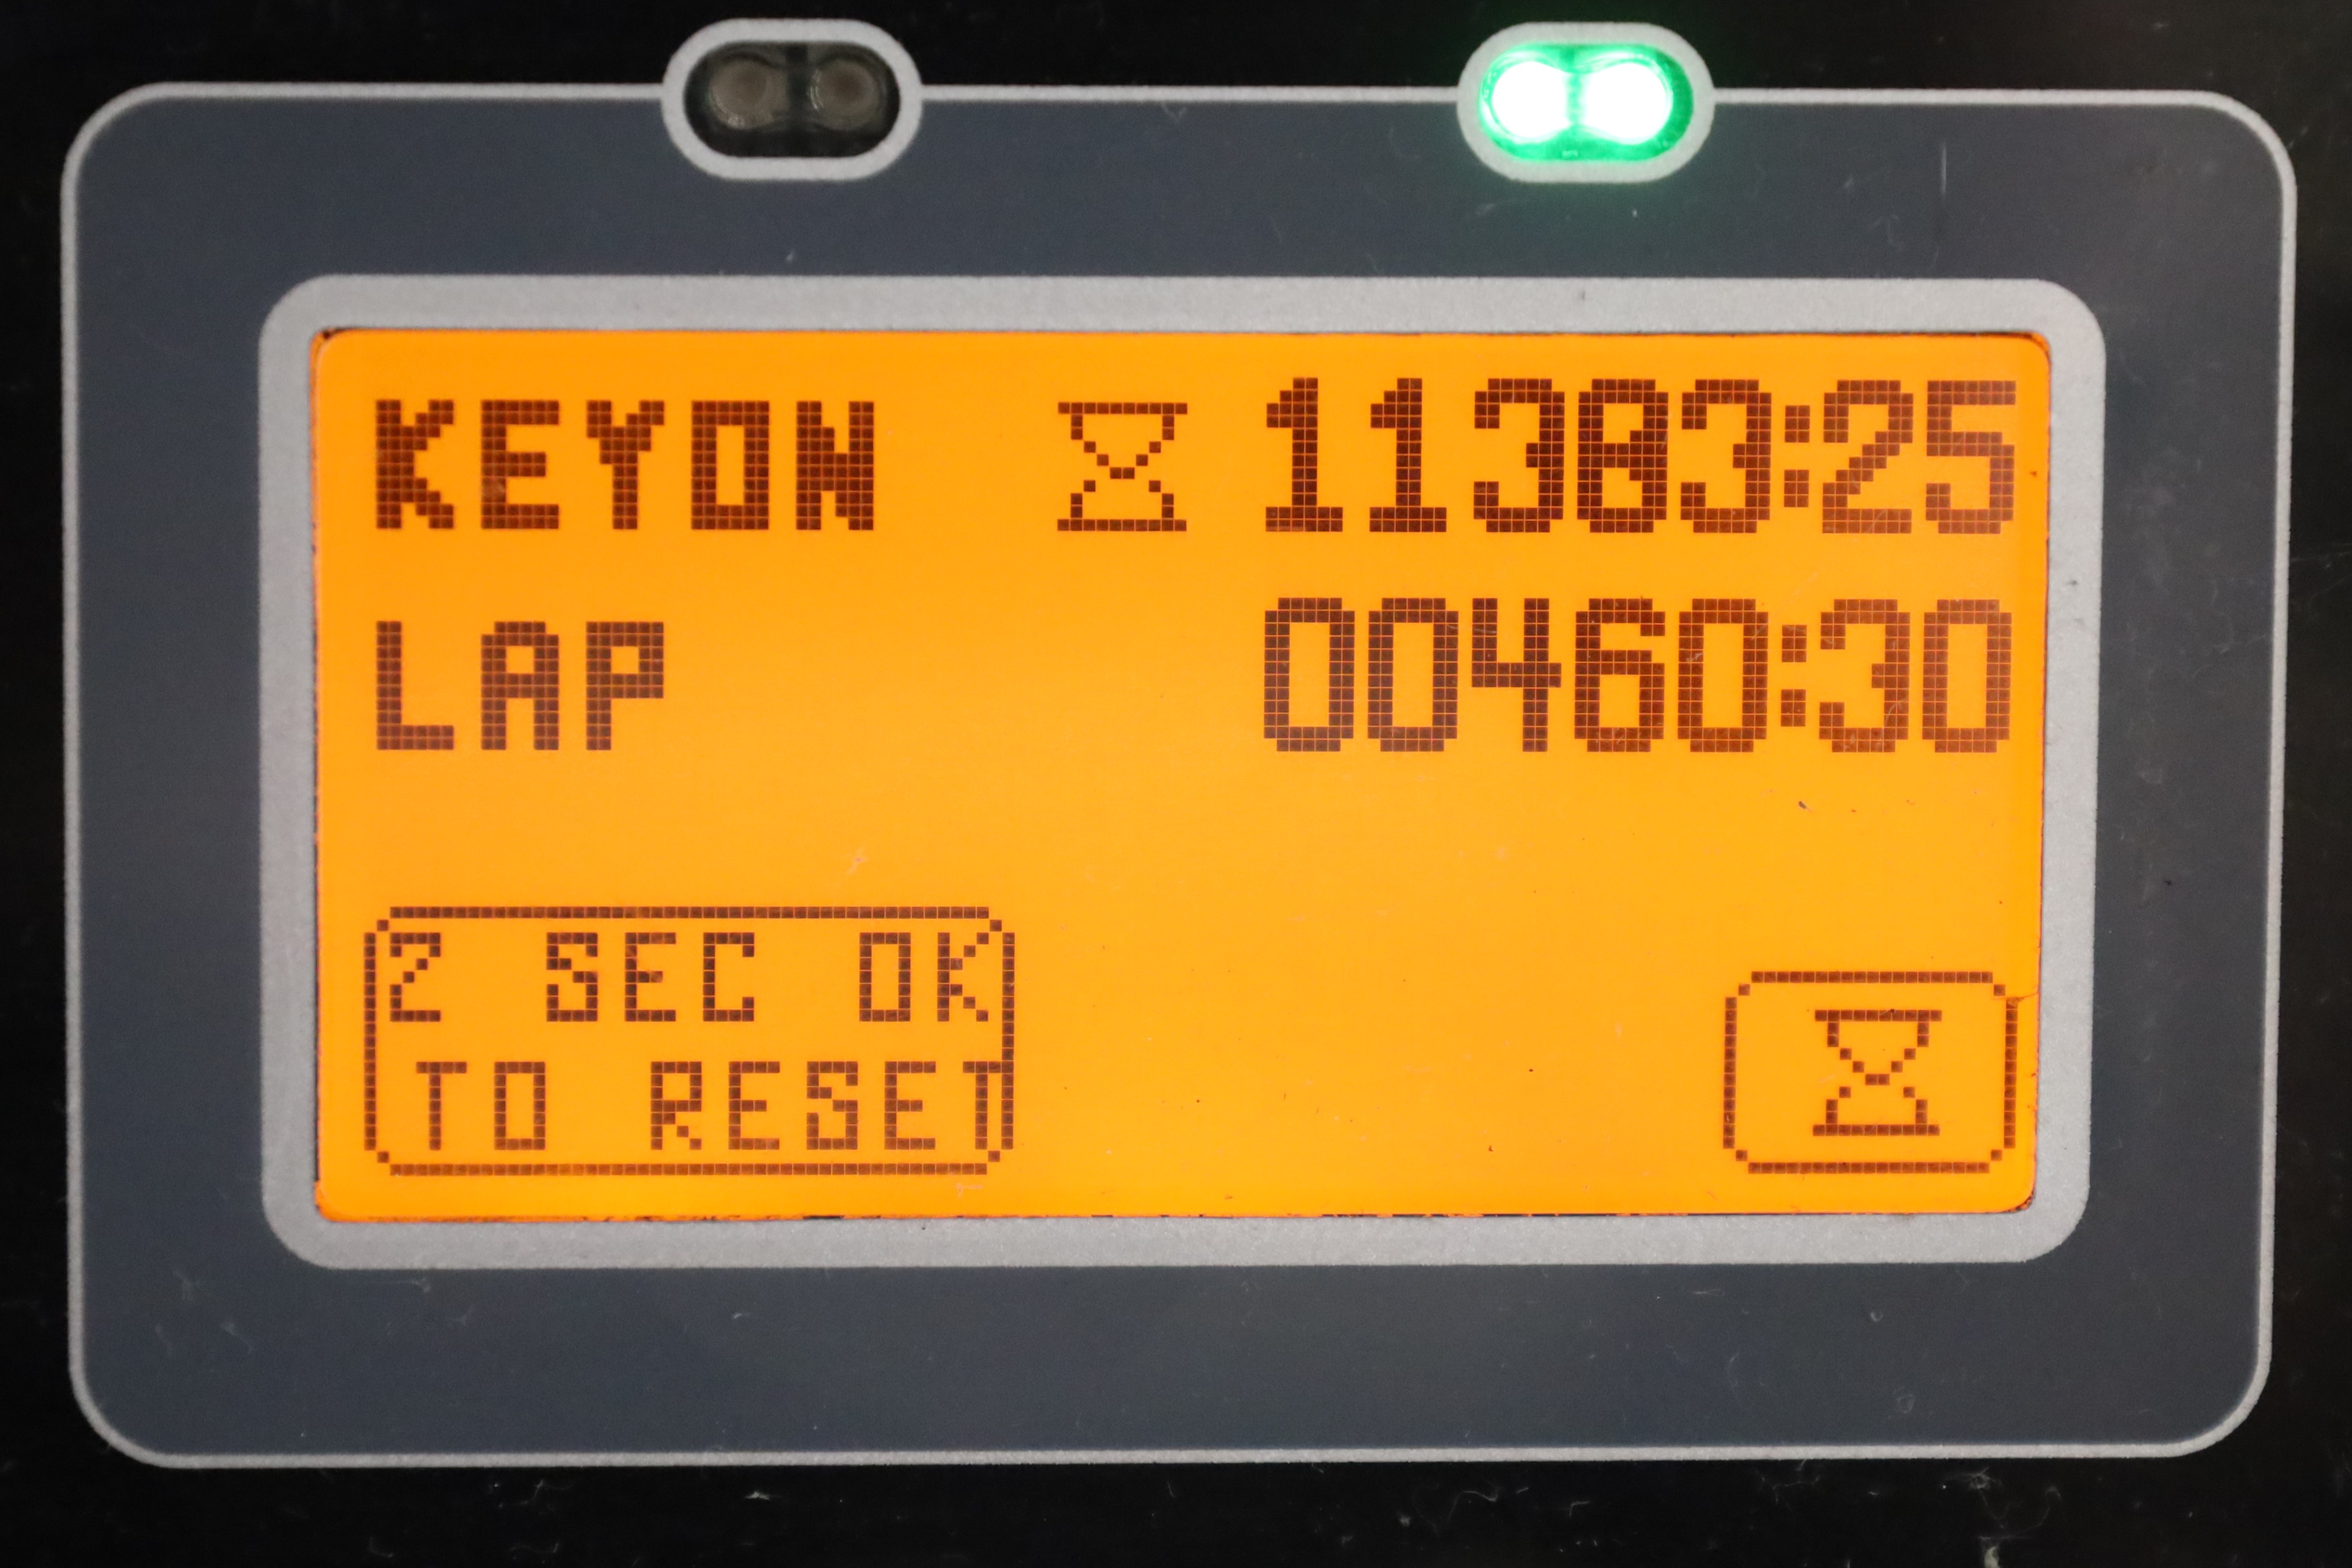 KEYON 11383:25
LAP 00460:30
2 SEC OK
TO RESET